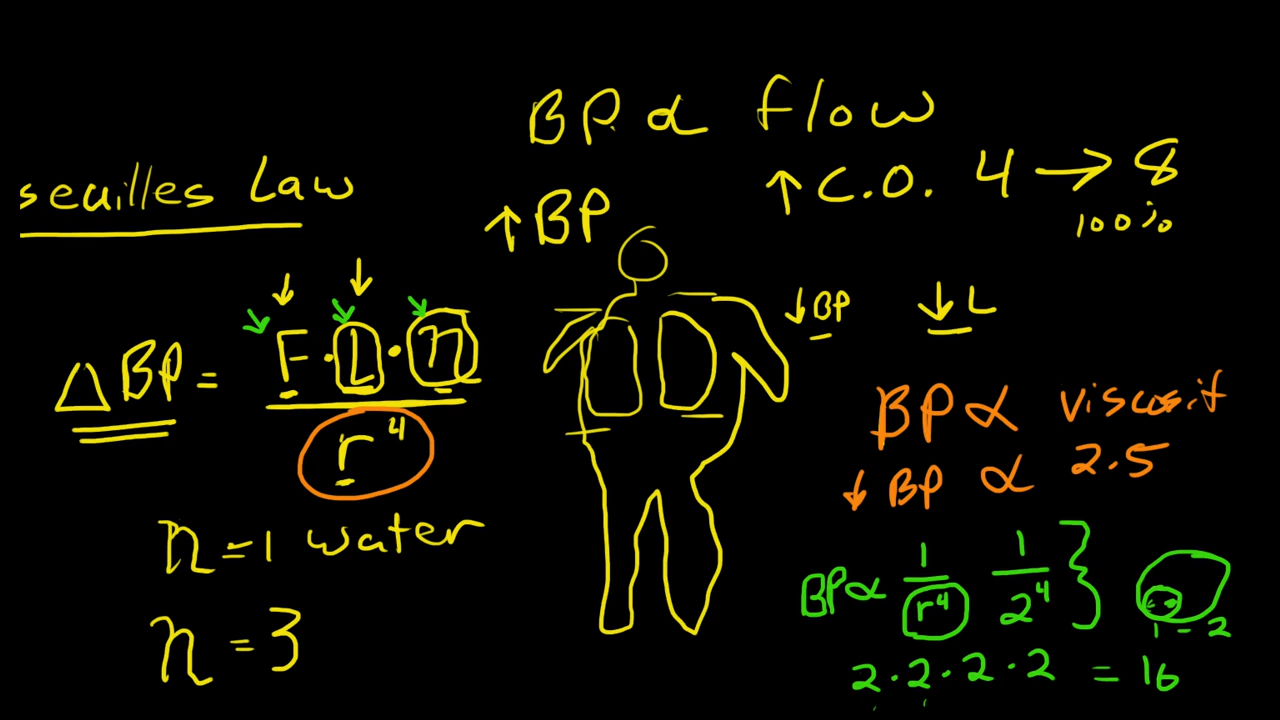 BP ∝ flow
seuilles Law
↑ C.O. 4 → 8
100%
↑ BP
↓ BP
↓ L
ΔBP = F · L · η
r⁴
BP ∝ viscosit
↓ BP ∝ 2.5
η = 1 water
BP ∝ 1/r⁴ 1/2⁴ }
1 - 2
η = 3
2 · 2 · 2 · 2 = 16